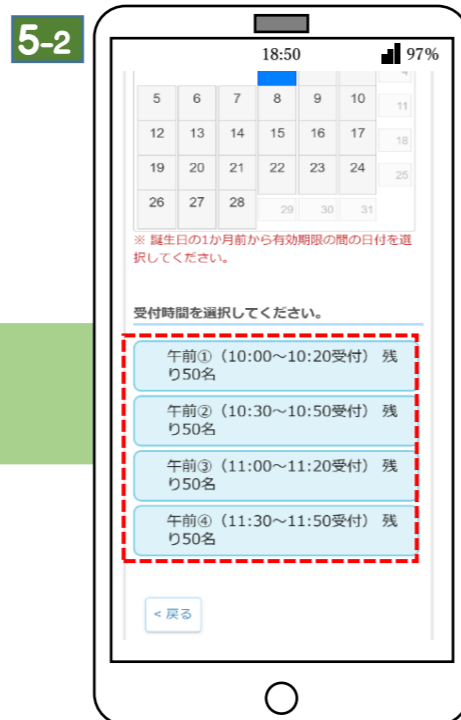 5-2
18:50 97%
5 6 7 8 9 10 11
12 13 14 15 16 17 18
19 20 21 22 23 24 25
26 27 28 29 30 31
※ 誕生日の1か月前から有効期限の間の日付を選
択してください。
受付時間を選択してください。
午前①（10:00～10:20受付） 残
り50名
午前②（10:30～10:50受付） 残
り50名
午前③（11:00～11:20受付） 残
り50名
午前④（11:30～11:50受付） 残
り50名
< 戻る